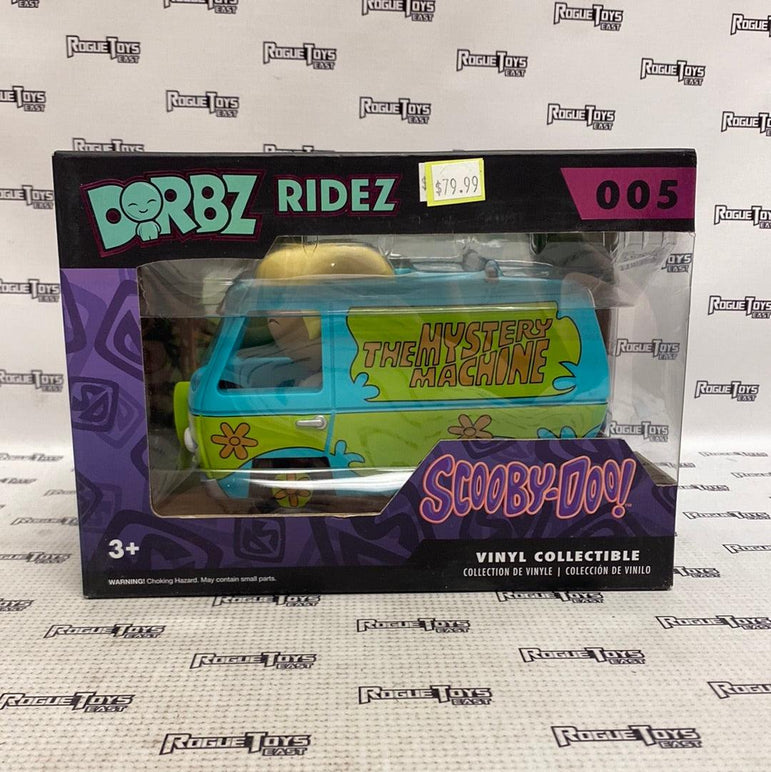 ROGUE TOYS EAST
DORBZ RIDEZ
$79.99
005
THE MYSTERY MACHINE
SCOOBY-DOO!
3+
VINYL COLLECTIBLE
COLLECTION DE VINYLE | COLECCIÓN DE VINILO
WARNING! Choking Hazard. May contain small parts.